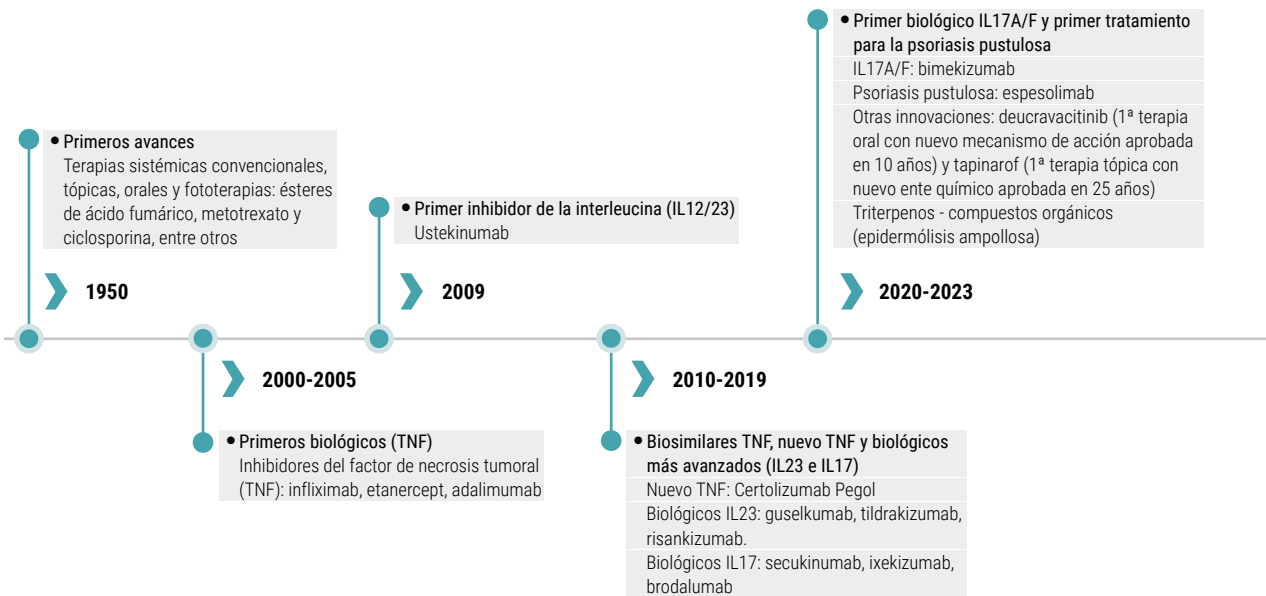 • Primeros avances
Terapias sistémicas convencionales,
tópicas, orales y fototerapias: ésteres
de ácido fumárico, metotrexato y
ciclosporina, entre otros
1950
2000-2005
• Primeros biológicos (TNF)
Inhibidores del factor de necrosis tumoral
(TNF): infliximab, etanercept, adalimumab
• Primer inhibidor de la interleucina (IL12/23)
Ustekinumab
2009
2010-2019
• Biosimilares TNF, nuevo TNF y biológicos
más avanzados (IL23 e IL17)
Nuevo TNF: Certolizumab Pegol
Biológicos IL23: guselkumab, tildrakizumab,
risankizumab.
Biológicos IL17: secukinumab, ixekizumab,
brodalumab
• Primer biológico IL17A/F y primer tratamiento
para la psoriasis pustulosa
IL17A/F: bimekizumab
Psoriasis pustulosa: espesolimab
Otras innovaciones: deucravacitinib (1ª terapia
oral con nuevo mecanismo de acción aprobada
en 10 años) y tapinarof (1ª terapia tópica con
nuevo ente químico aprobada en 25 años)
Triterpenos - compuestos orgánicos
(epidermólisis ampollosa)
2020-2023